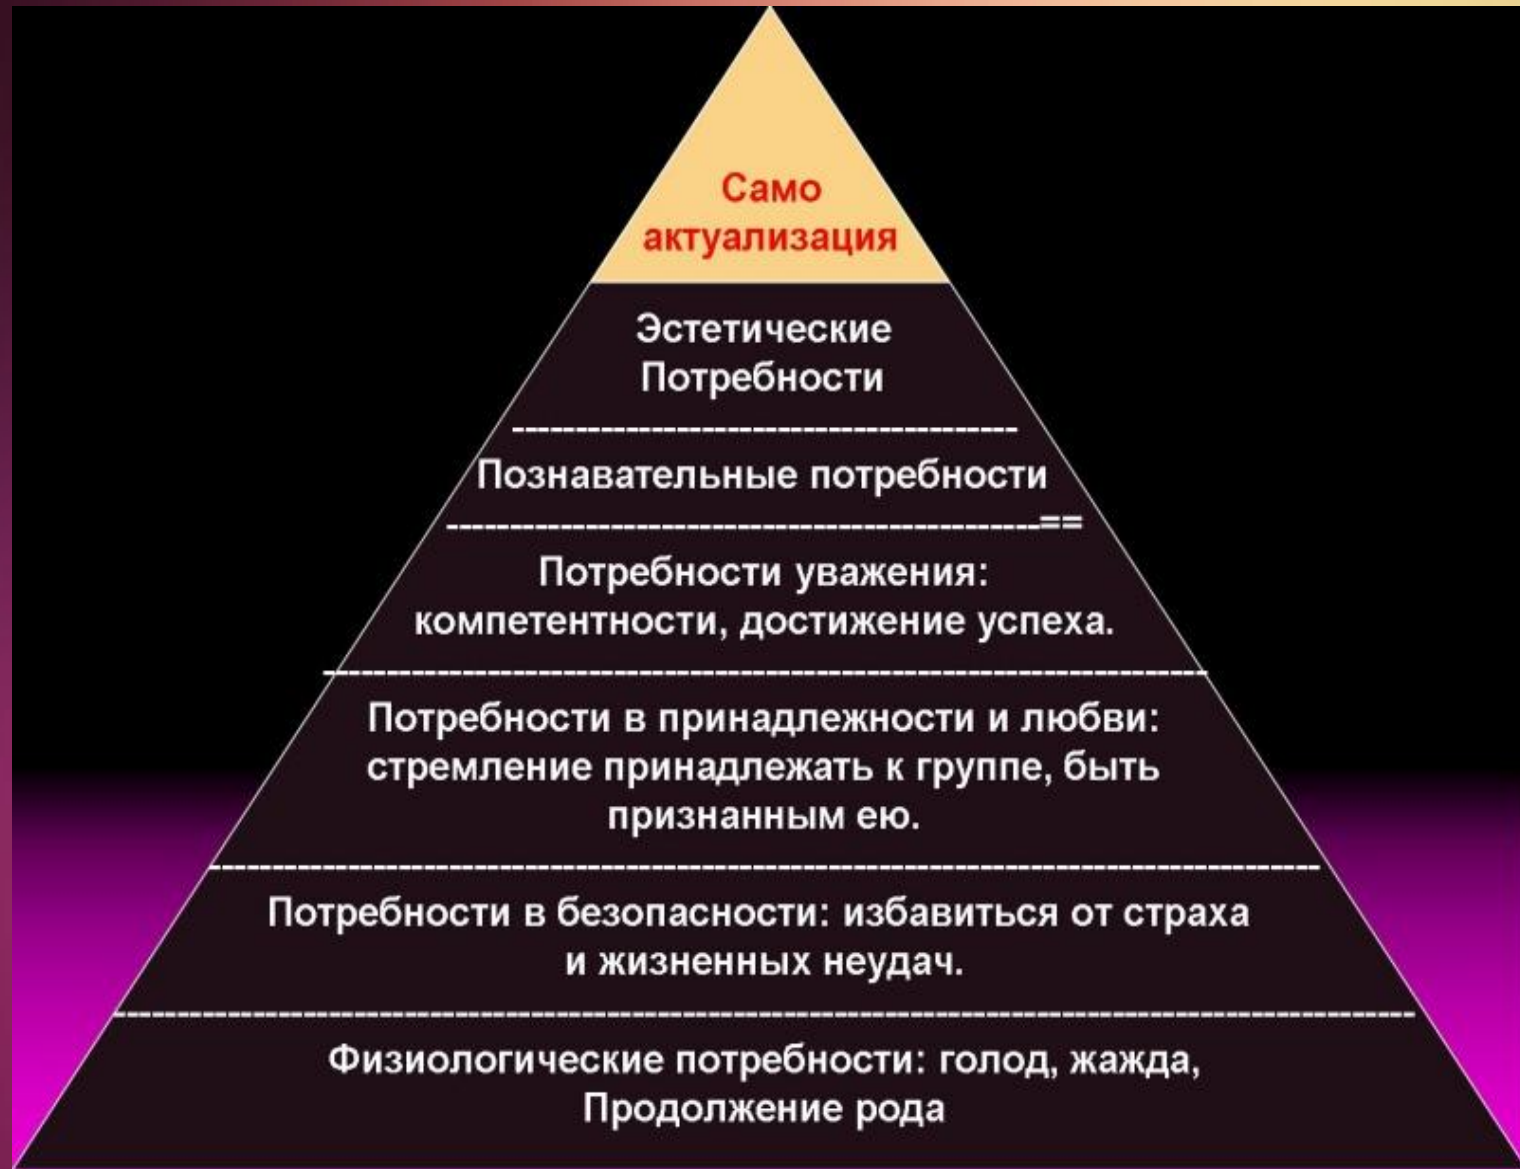 Само
актуализация
Эстетические
Потребности
----------------------------------------
Познавательные потребности
-----------------------------------------------==
Потребности уважения:
компетентности, достижение успеха.
----------------------------------------------------------------------
Потребности в принадлежности и любви:
стремление принадлежать к группе, быть
признанным ею.
----------------------------------------------------------------------------------------
Потребности в безопасности: избавиться от страха
и жизненных неудач.
-------------------------------------------------------------------------------------------------------
Физиологические потребности: голод, жажда,
Продолжение рода